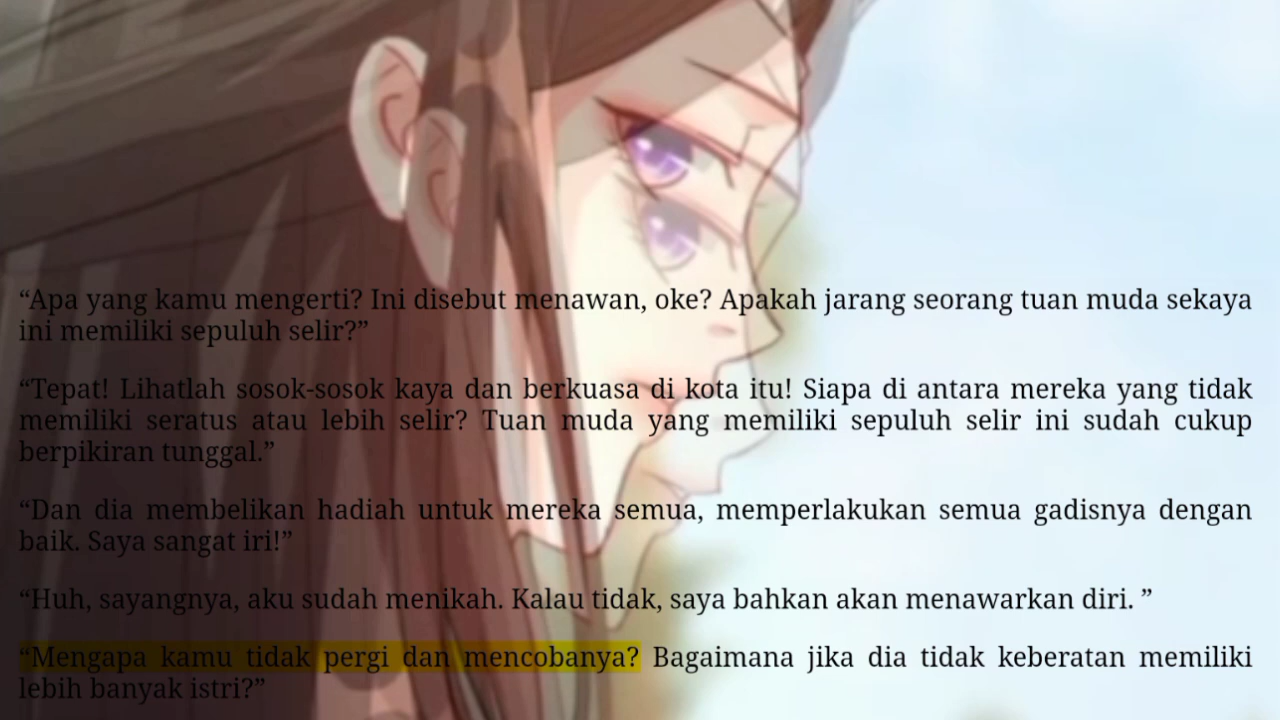 “Apa yang kamu mengerti? Ini disebut menawan, oke? Apakah jarang seorang tuan muda sekaya
ini memiliki sepuluh selir?”
“Tepat! Lihatlah sosok-sosok kaya dan berkuasa di kota itu! Siapa di antara mereka yang tidak
memiliki seratus atau lebih selir? Tuan muda yang memiliki sepuluh selir ini sudah cukup
berpikiran tunggal.”
“Dan dia membelikan hadiah untuk mereka semua, memperlakukan semua gadisnya dengan
baik. Saya sangat iri!”
“Huh, sayangnya, aku sudah menikah. Kalau tidak, saya bahkan akan menawarkan diri. ”
“Mengapa kamu tidak pergi dan mencobanya? Bagaimana jika dia tidak keberatan memiliki
lebih banyak istri?”